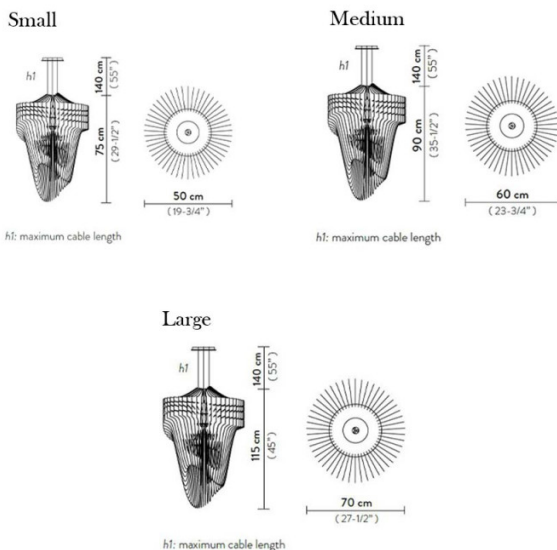 Small
h1
140 cm
(55")
75 cm
(29-1/2")
50 cm
(19-3/4")
h1: maximum cable length
Medium
h1
140 cm
(55")
90 cm
(35-1/2")
60 cm
(23-3/4")
h1: maximum cable length
Large
h1
140 cm
(55")
115 cm
(45")
70 cm
(27-1/2")
h1: maximum cable length